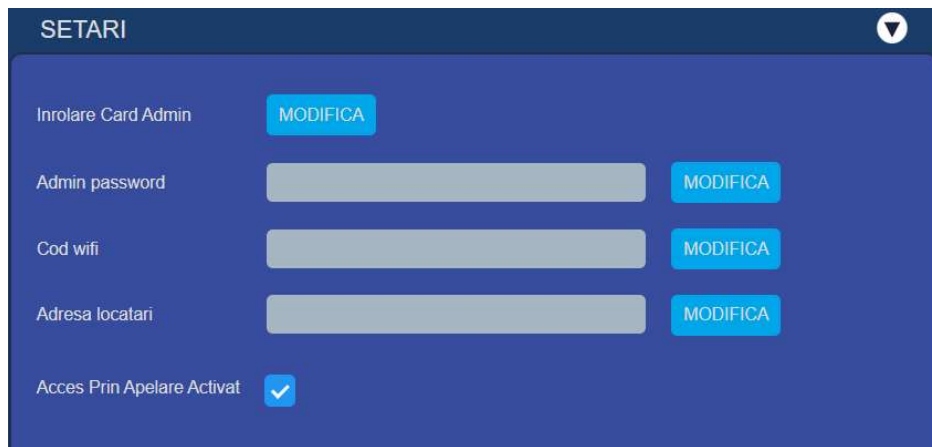 SETARI
Inrolare Card Admin MODIFICA
Admin password MODIFICA
Cod wifi MODIFICA
Adresa locatari MODIFICA
Acces Prin Apelare Activat